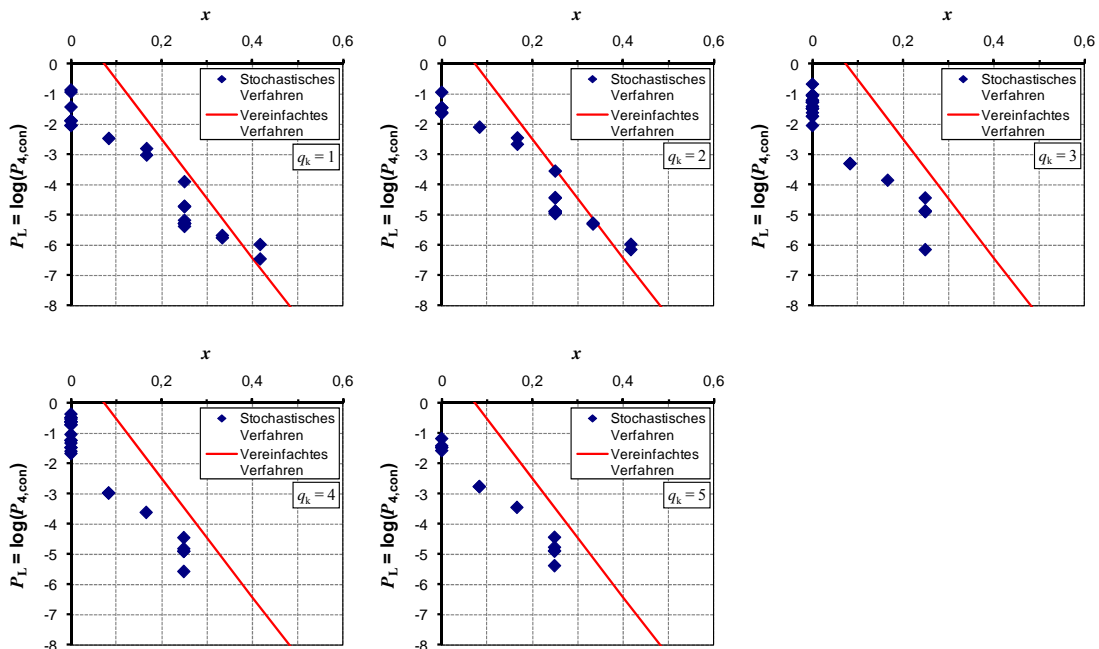 x
0 0,2 0,4 0,6
0
-1
-2
-3
-4
-5
-6
-7
-8
P_L = log(P_4,con)
Stochastisches
Verfahren
Vereinfachtes
Verfahren
q_k = 1
x
0 0,2 0,4 0,6
0
-1
-2
-3
-4
-5
-6
-7
-8
P_L = log(P_4,con)
Stochastisches
Verfahren
Vereinfachtes
Verfahren
q_k = 2
x
0 0,2 0,4 0,6
0
-1
-2
-3
-4
-5
-6
-7
-8
P_L = log(P_4,con)
Stochastisches
Verfahren
Vereinfachtes
Verfahren
q_k = 3
x
0 0,2 0,4 0,6
0
-1
-2
-3
-4
-5
-6
-7
-8
P_L = log(P_4,con)
Stochastisches
Verfahren
Vereinfachtes
Verfahren
q_k = 4
x
0 0,2 0,4 0,6
0
-1
-2
-3
-4
-5
-6
-7
-8
P_L = log(P_4,con)
Stochastisches
Verfahren
Vereinfachtes
Verfahren
q_k = 5